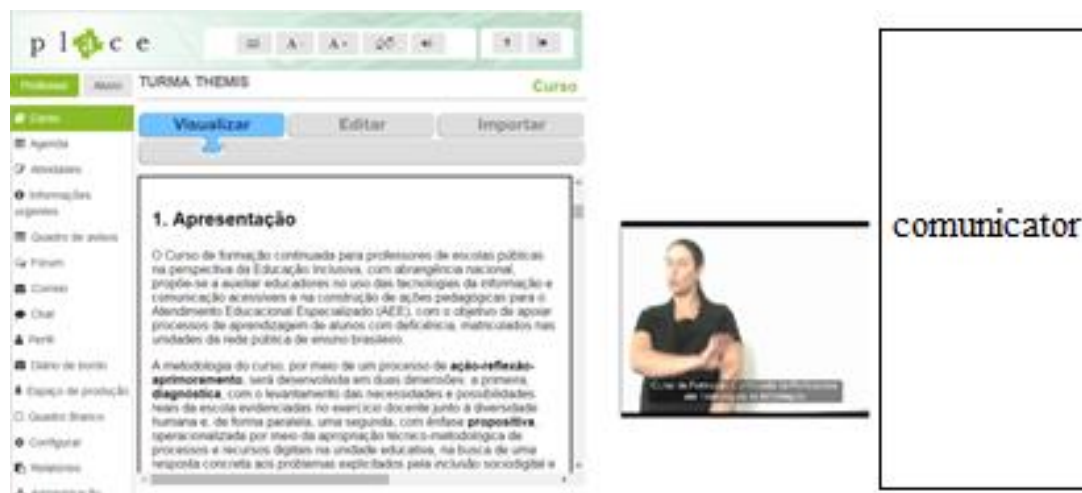 place
A- A+
Professor Aluno
TURMA THEMIS
Curso
Curso
Agenda
Atividades
Informações
urgentes
Quadro de avisos
Fórum
Correio
Chat
Perfil
Diário de bordo
Espaço de produção
Quadro Branco
Configurar
Relatórios
Visualizar Editar Importar
1. Apresentação
O Curso de formação continuada para professores de escolas públicas
na perspectiva da Educação Inclusiva, com abrangência nacional,
propõe-se a auxiliar educadores no uso das tecnologias da informação e
comunicação acessíveis e na construção de ações pedagógicas para o
Atendimento Educacional Especializado (AEE), com o objetivo de apoiar
processos de aprendizagem de alunos com deficiência, matriculados nas
unidades da rede pública de ensino brasileiro.
A metodologia do curso, por meio de um processo de ação-reflexão-
aprimoramento, será desenvolvida em duas dimensões: a primeira,
diagnóstica, com o levantamento das necessidades e possibilidades
reais da escola evidenciadas no exercício docente junto à diversidade
humana e, de forma paralela, uma segunda, com ênfase propositiva,
operacionalizada por meio da apropriação técnico-metodológica de
processos e recursos digitais na unidade educativa, na busca de uma
resposta concreta aos problemas explicitados pela inclusão sociodigital e
comunicator